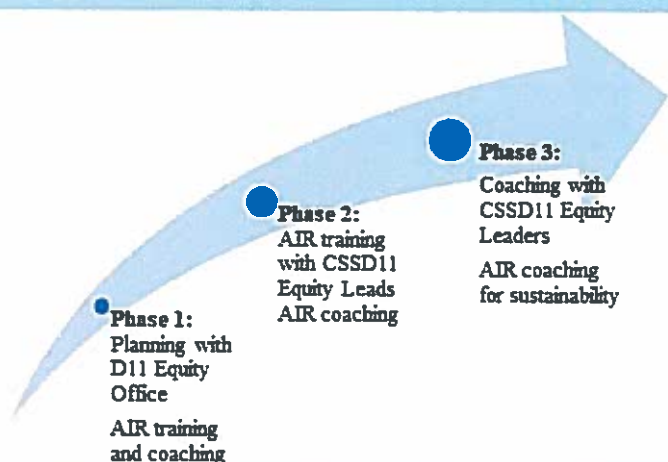 Phase 1:
Planning with
D11 Equity
Office
AIR training
and coaching
Phase 2:
AIR training
with CSSD11
Equity Leads
AIR coaching
Phase 3:
Coaching with
CSSD11 Equity
Leaders
AIR coaching
for sustainability